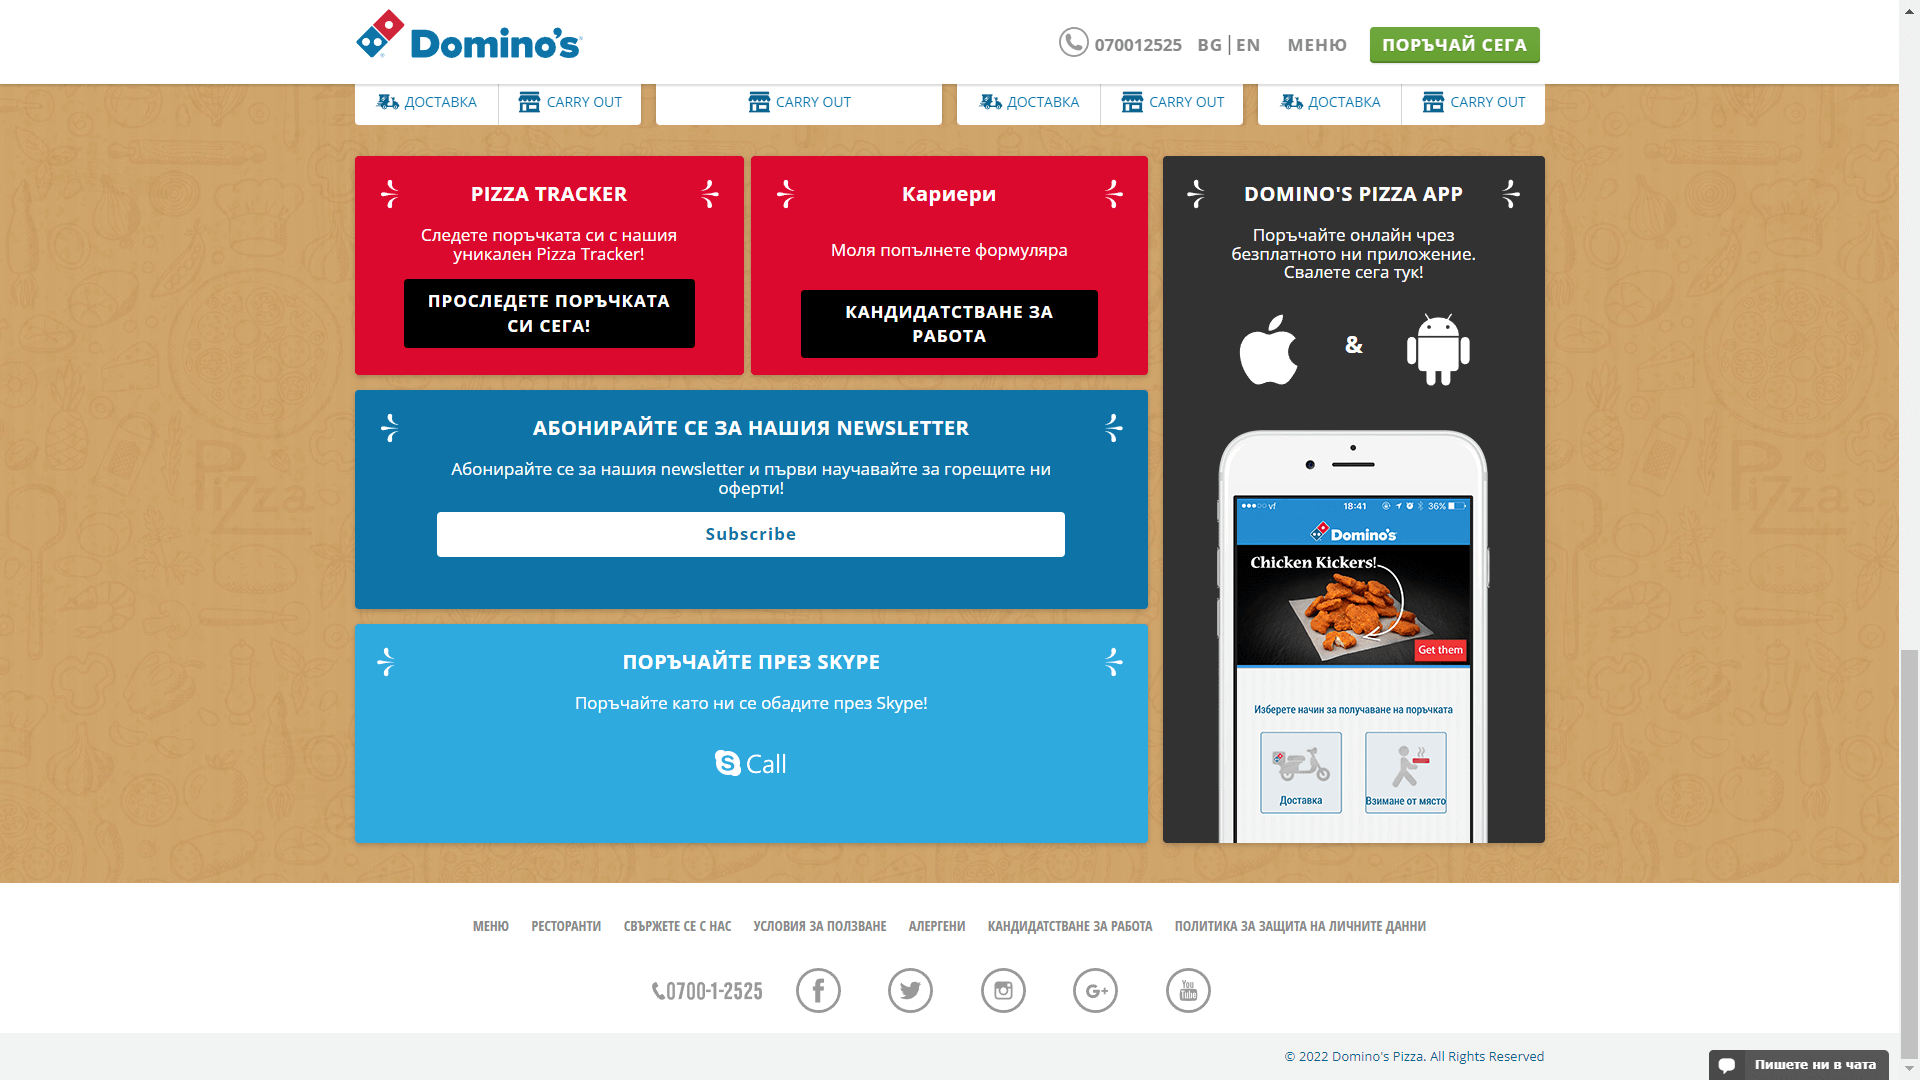 Domino's
070012525
BG | EN
МЕНЮ
ПОРЪЧАЙ СЕГА
ДОСТАВКА
CARRY OUT
CARRY OUT
ДОСТАВКА
CARRY OUT
ДОСТАВКА
CARRY OUT
PIZZA TRACKER
Следете поръчката си с нашия
уникален Pizza Tracker!
ПРОСЛЕДЕТЕ ПОРЪЧКАТА
СИ СЕГА!
Кариери
Моля попълнете формуляра
КАНДИДАТСТВАНЕ ЗА
РАБОТА
DOMINO'S PIZZA APP
Поръчайте онлайн чрез
безплатното ни приложение.
Свалете сега тук!
&
АБОНИРАЙТЕ СЕ ЗА НАШИЯ NEWSLETTER
Абонирайте се за нашия newsletter и първи научавайте за горещите ни
оферти!
Subscribe
ПОРЪЧАЙТЕ ПРЕЗ SKYPE
Поръчайте като ни се обадите през Skype!
Call
vf 18:41 36%
Domino's
Chicken Kickers!
Get them
Изберете начин за получаване на поръчката
Доставка
Взимане от място
Pizza
Pizza
МЕНЮ
РЕСТОРАНТИ
СВЪРЖЕТЕ СЕ С НАС
УСЛОВИЯ ЗА ПОЛЗВАНЕ
АЛЕРГЕНИ
КАНДИДАТСТВАНЕ ЗА РАБОТА
ПОЛИТИКА ЗА ЗАЩИТА НА ЛИЧНИТЕ ДАННИ
0700-1-2525
You
Tube
© 2022 Domino's Pizza. All Rights Reserved
Пишете ни в чата